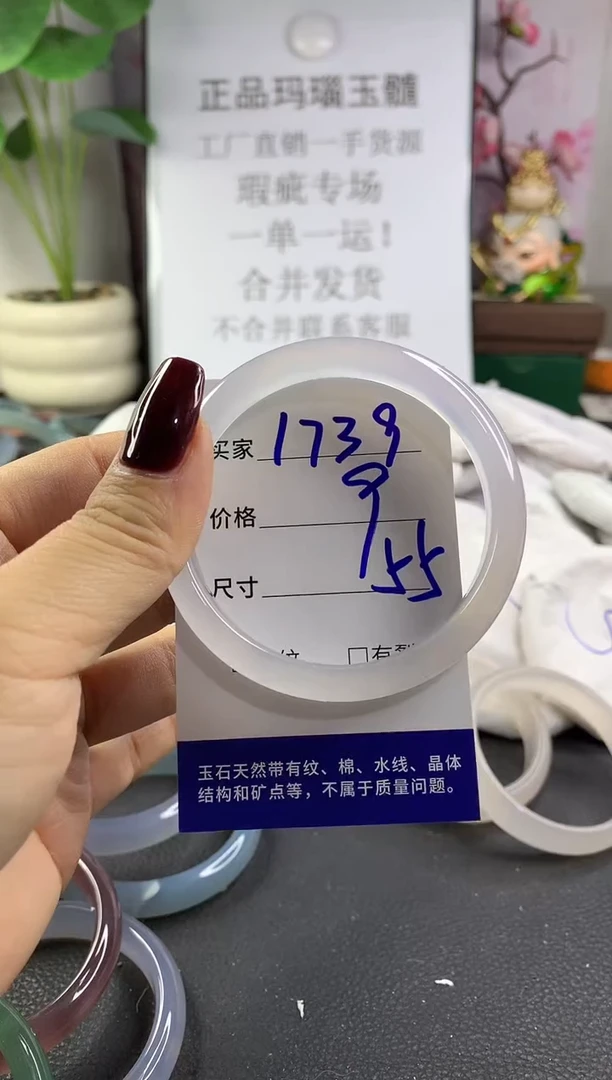 正品玛瑙玉髓
工厂直销一手货源
瑕疵专场
一单一运！
合并发货
不合并联系客服
买家 1739
价格
尺寸 55
纹 □有裂
玉石天然带有纹、棉、水线、晶体
结构和矿点等，不属于质量问题。